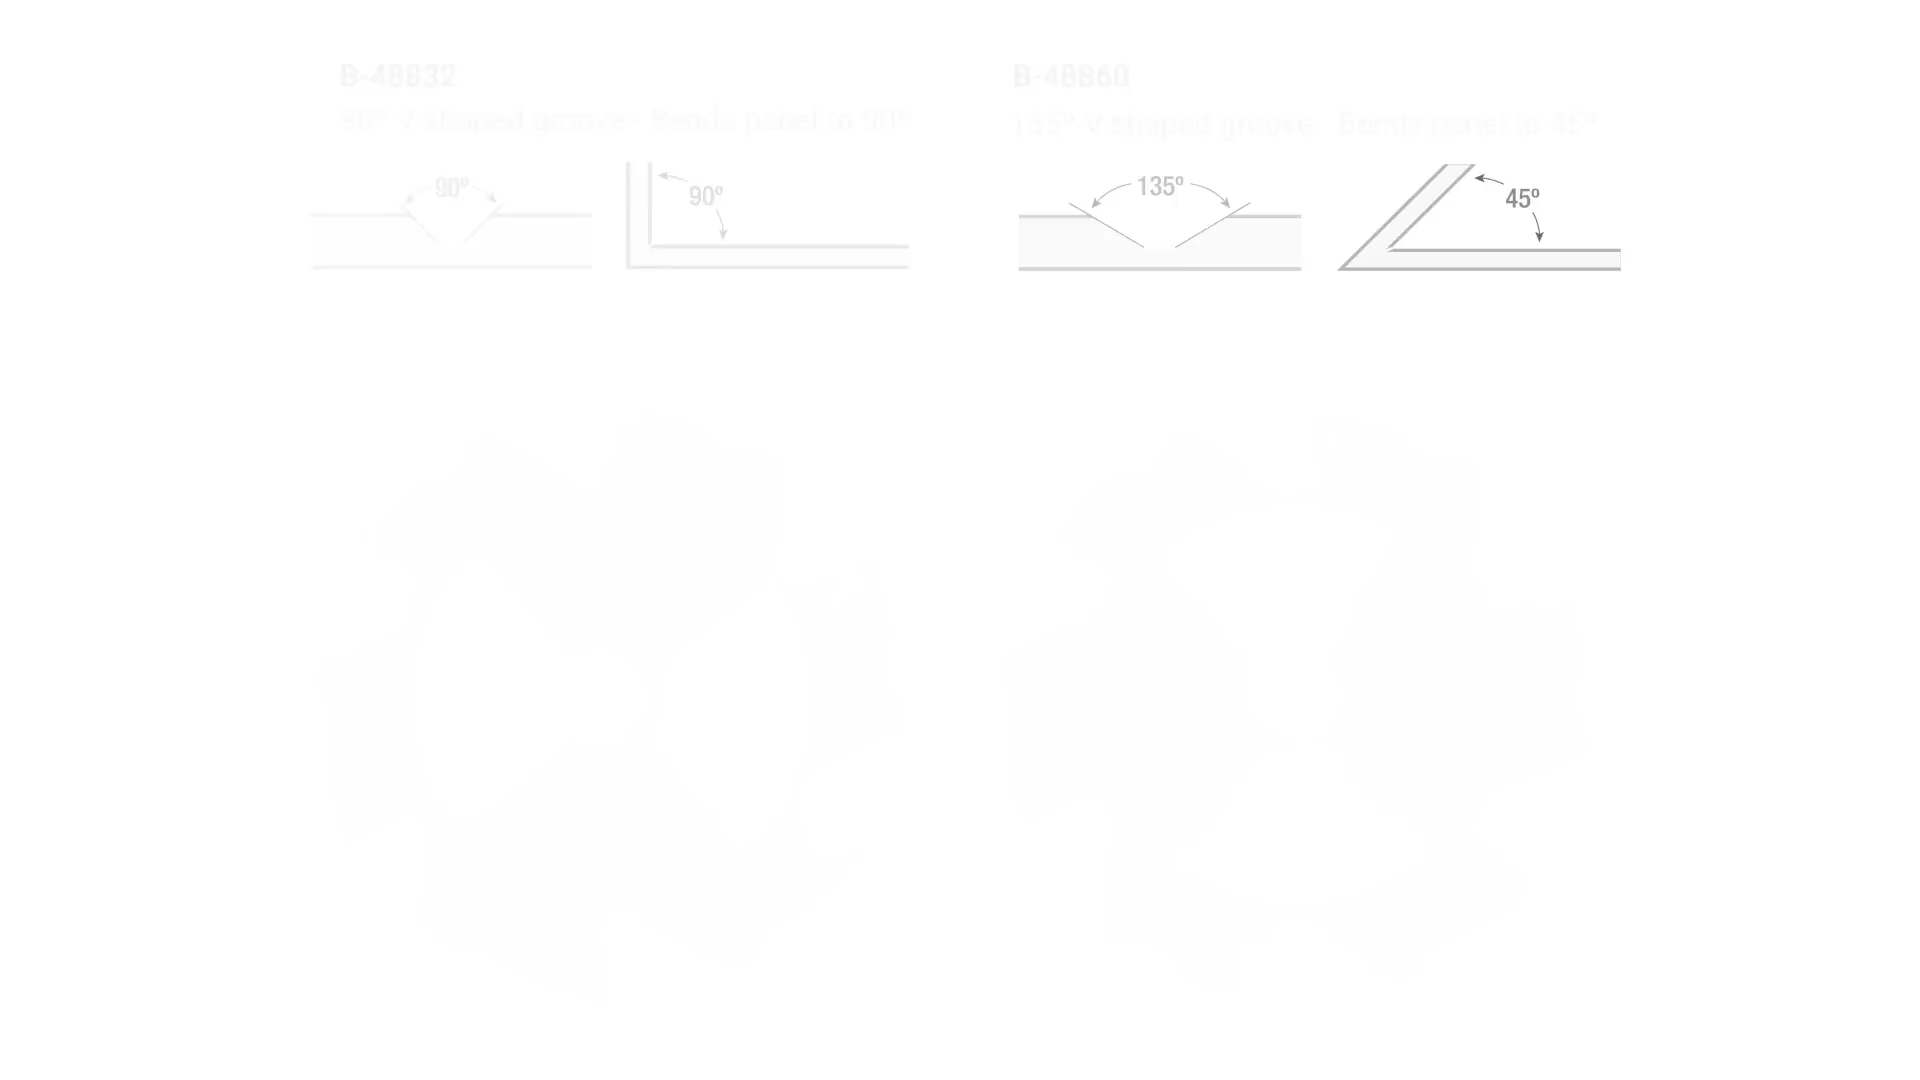 B-48832
90º V shaped groove - Bends panel to 90º
90º
90º
B-48860
135º V shaped groove - Bends panel to 45º
135º
45º